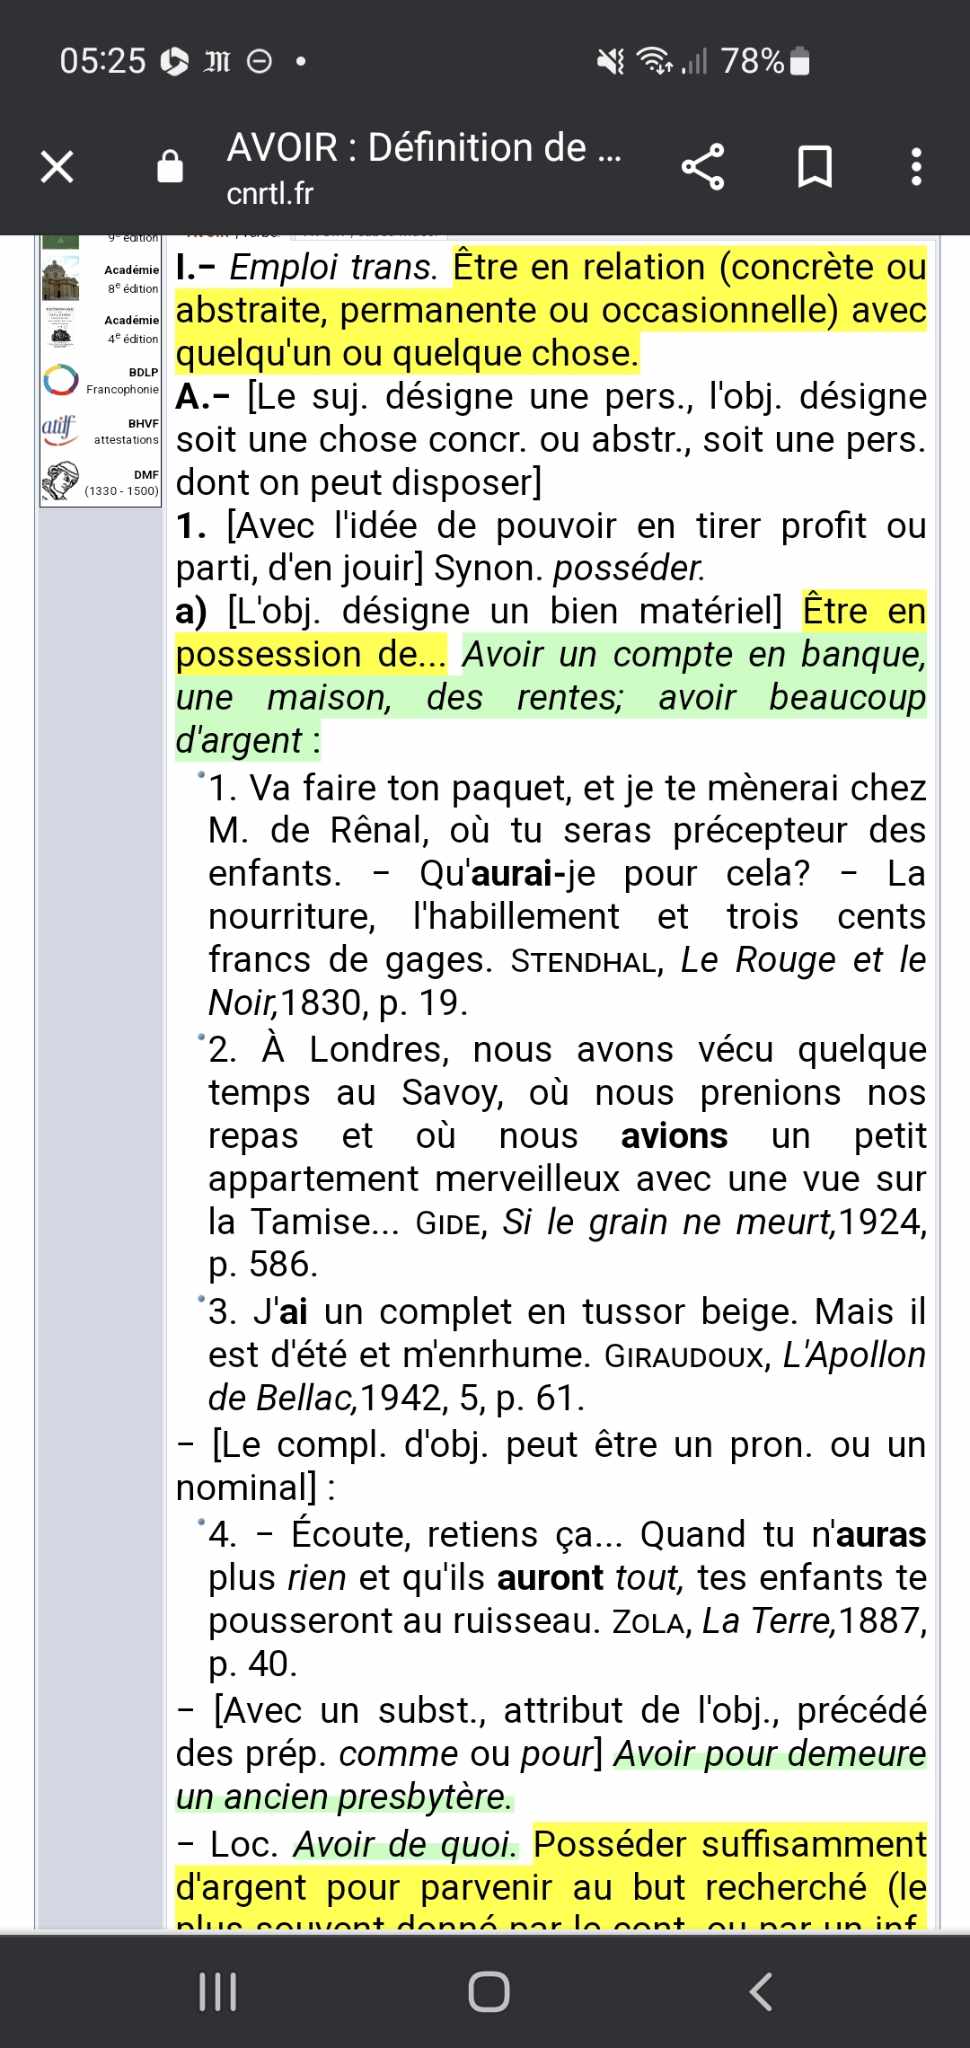 05:25
78%
AVOIR : Définition de ...
cnrtl.fr
9e édition
Académie
8e édition
Académie
4e édition
BDLP
Francophonie
atilf
BHVF
attestations
DMF
(1330 - 1500)
I.– Emploi trans. Être en relation (concrète ou
abstraite, permanente ou occasionnelle) avec
quelqu'un ou quelque chose.
A.– [Le suj. désigne une pers., l'obj. désigne
soit une chose concr. ou abstr., soit une pers.
dont on peut disposer]
1. [Avec l'idée de pouvoir en tirer profit ou
parti, d'en jouir] Synon. posséder.
a) [L'obj. désigne un bien matériel] Être en
possession de... Avoir un compte en banque,
une maison, des rentes; avoir beaucoup
d'argent :
1. Va faire ton paquet, et je te mènerai chez
M. de Rênal, où tu seras précepteur des
enfants. − Qu'aurai-je pour cela? − La
nourriture, l'habillement et trois cents
francs de gages. STENDHAL, Le Rouge et le
Noir,1830, p. 19.
2. À Londres, nous avons vécu quelque
temps au Savoy, où nous prenions nos
repas et où nous avions un petit
appartement merveilleux avec une vue sur
la Tamise... GIDE, Si le grain ne meurt,1924,
p. 586.
3. J'ai un complet en tussor beige. Mais il
est d'été et m'enrhume. GIRAUDOUX, L'Apollon
de Bellac,1942, 5, p. 61.
− [Le compl. d'obj. peut être un pron. ou un
nominal] :
4. − Écoute, retiens ça... Quand tu n'auras
plus rien et qu'ils auront tout, tes enfants te
pousseront au ruisseau. ZOLA, La Terre,1887,
p. 40.
− [Avec un subst., attribut de l'obj., précédé
des prép. comme ou pour] Avoir pour demeure
un ancien presbytère.
− Loc. Avoir de quoi. Posséder suffisamment
d'argent pour parvenir au but recherché (le
plus souvent donné par le cont. ou par un inf.